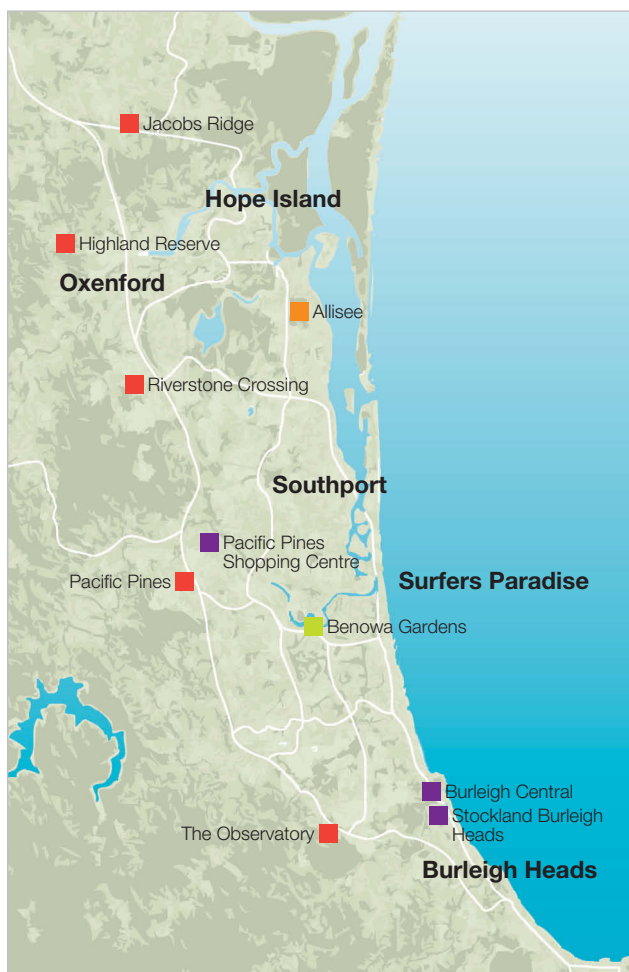 Jacobs Ridge
Hope Island
Highland Reserve
Oxenford
Allisee
Riverstone Crossing
Southport
Pacific Pines
Shopping Centre
Pacific Pines
Surfers Paradise
Benowa Gardens
Burleigh Central
Stockland Burleigh
Heads
The Observatory
Burleigh Heads